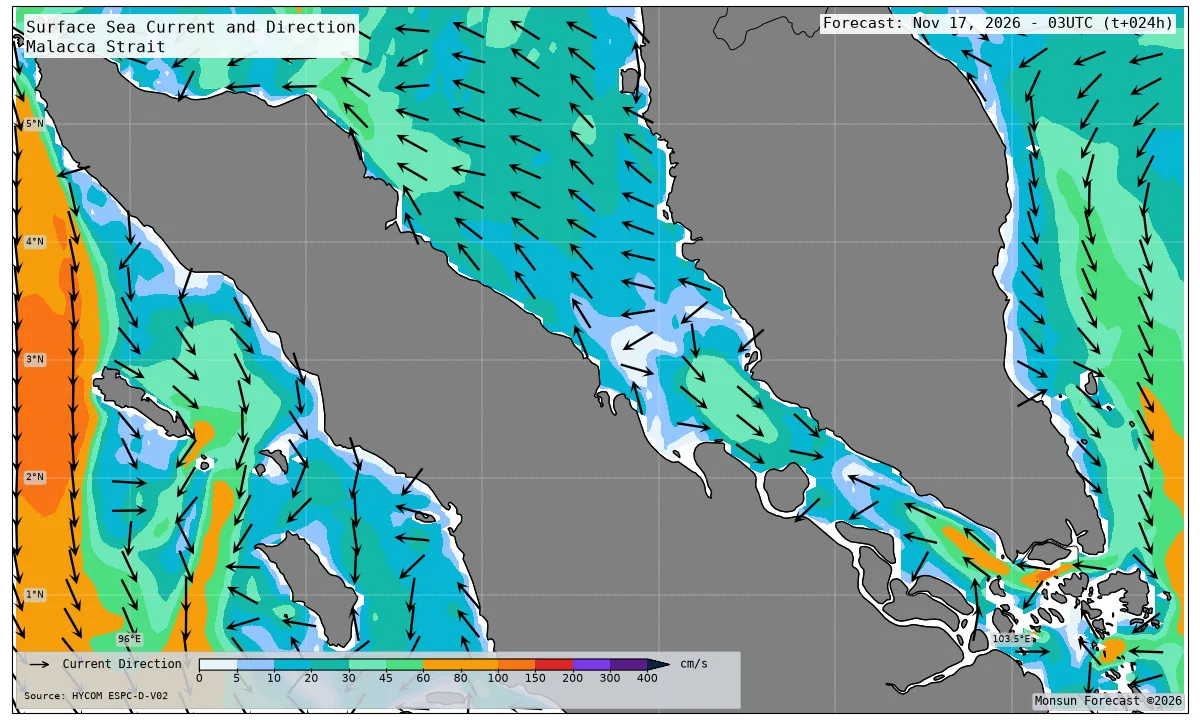 Surface Sea Current and Direction
Malacca Strait
Forecast: Nov 17, 2026 - 03UTC (t+024h)
5°N
4°N
3°N
2°N
1°N
96°E
103.5°E
Current Direction
0 5 10 20 30 45 60 80 100 150 200 300 400
cm/s
Source: HYCOM ESPC-D-V02
Monsun Forecast ©2026